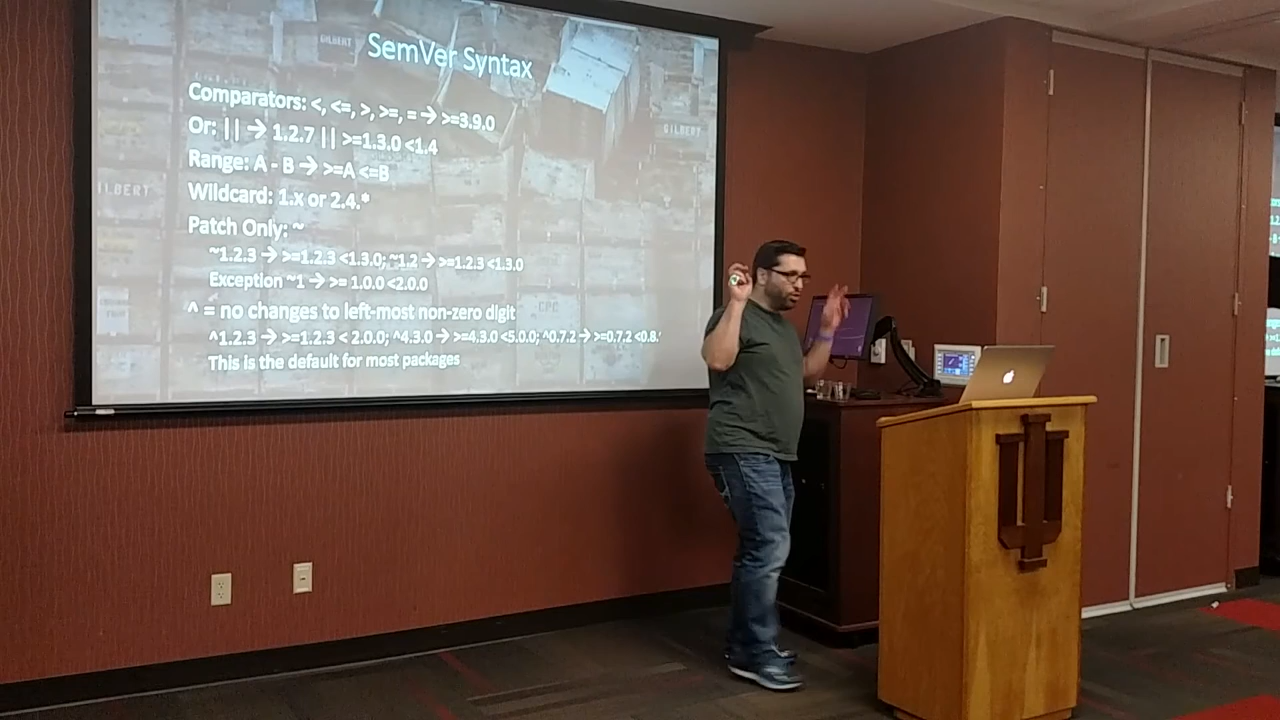 SemVer Syntax
Comparators: <, <=, >, >=, = → >=3.9.0
Or: || → 1.2.7 || >=1.3.0 <1.4
Range: A - B → >=A <=B
Wildcard: 1.x or 2.4.*
Patch Only: ~
~1.2.3 → >=1.2.3 <1.3.0; ~1.2 → >=1.2.3 <1.3.0
Exception ~1 → >= 1.0.0 <2.0.0
^ = no changes to left-most non-zero digit
^1.2.3 → >=1.2.3 < 2.0.0; ^4.3.0 → >=4.3.0 <5.0.0; ^0.7.2 → >=0.7.2 <0.8.
This is the default for most packages
GILBERT
GILBERT
ILBERT
CPC